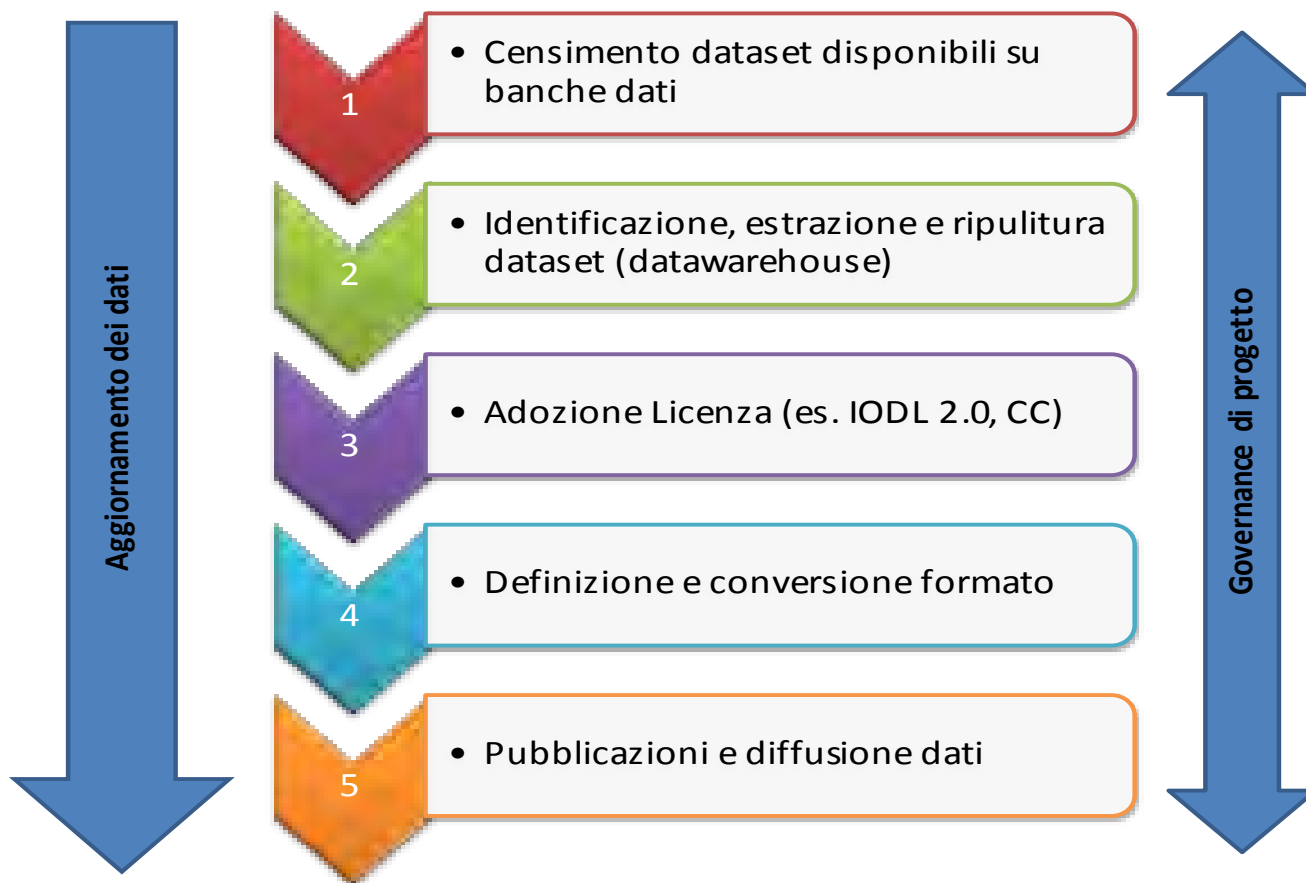 Aggiornamento dei dati
1
• Censimento dataset disponibili su
banche dati
2
• Identificazione, estrazione e ripulitura
dataset (datawarehouse)
3
• Adozione Licenza (es. IODL 2.0, CC)
4
• Definizione e conversione formato
5
• Pubblicazioni e diffusione dati
Governance di progetto